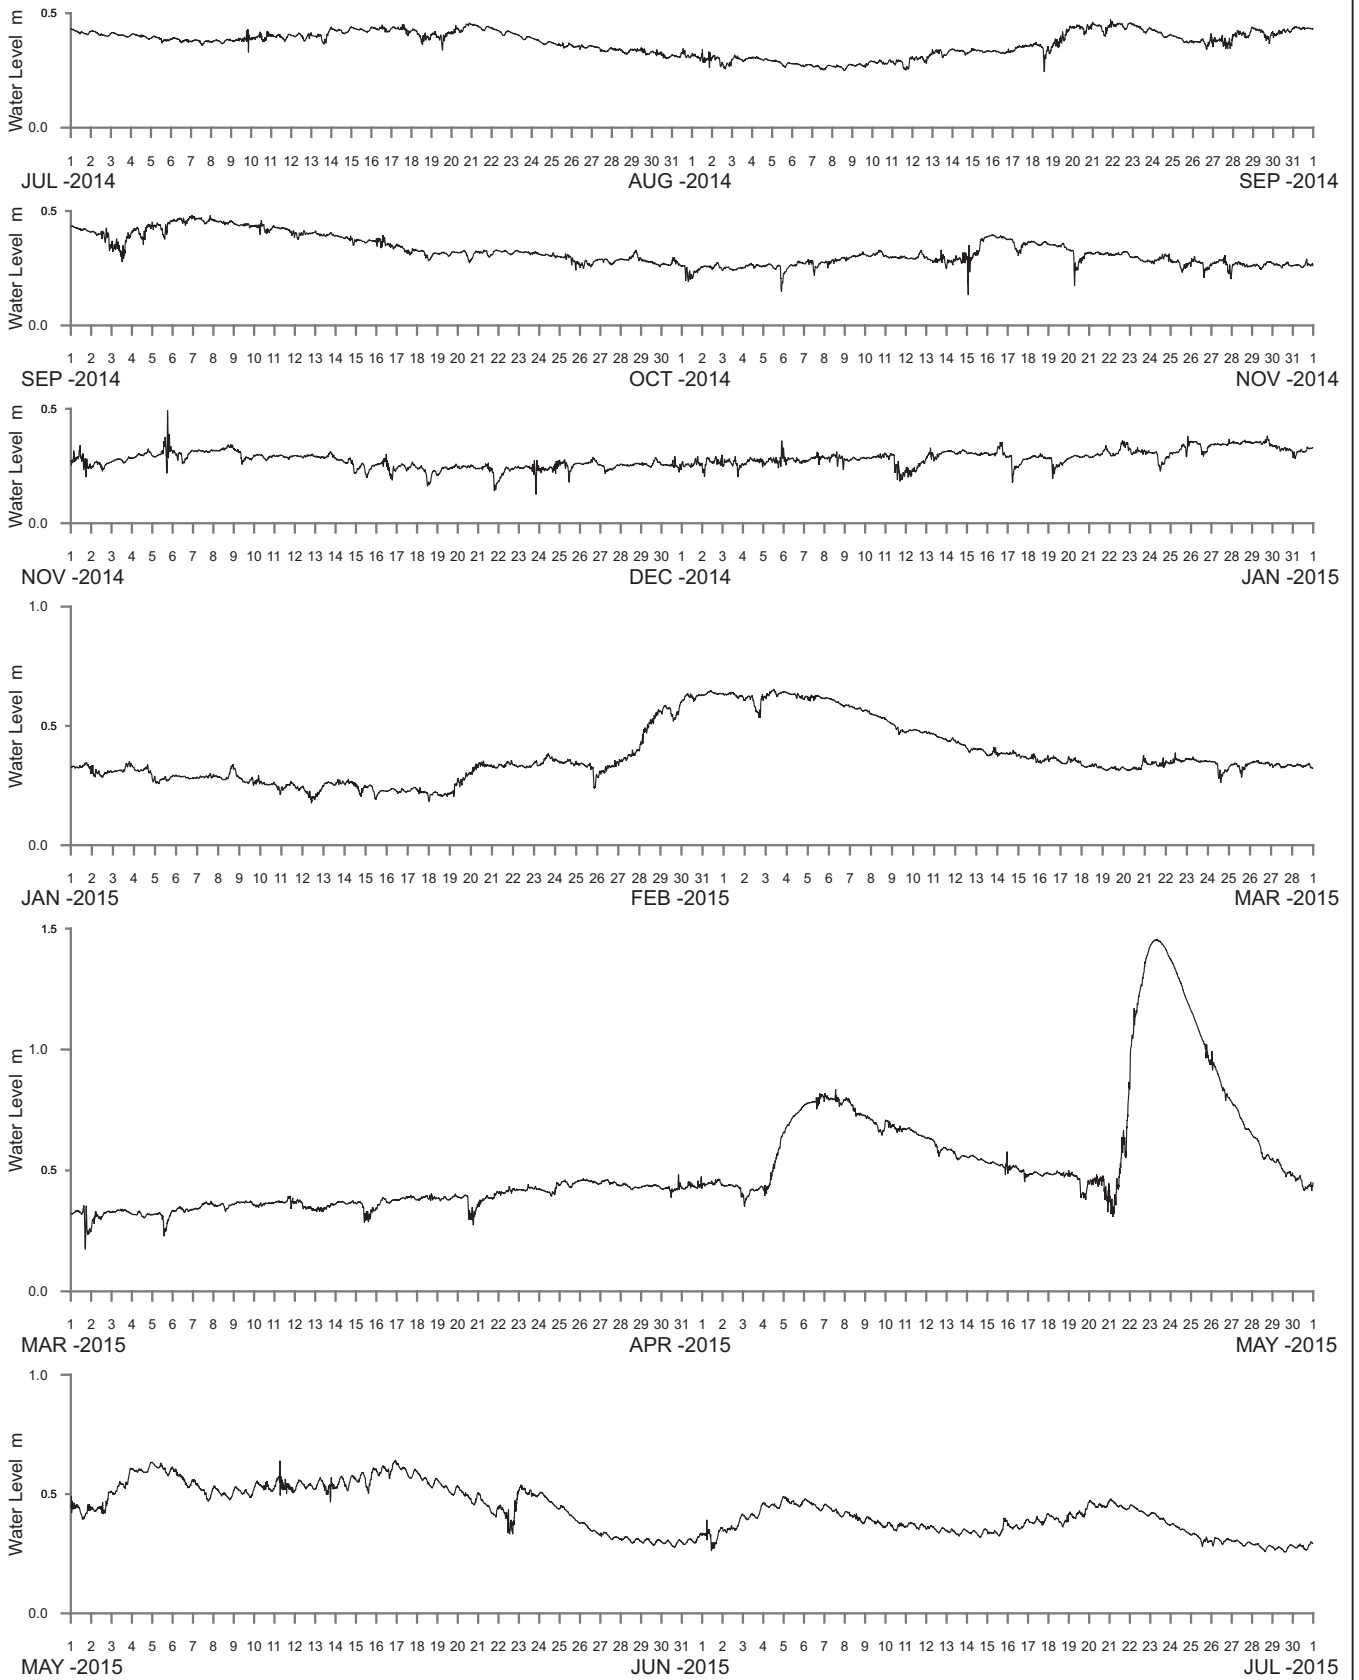 Water Level m
0.5
0.0
1 2 3 4 5 6 7 8 9 10 11 12 13 14 15 16 17 18 19 20 21 22 23 24 25 26 27 28 29 30 31 1 2 3 4 5 6 7 8 9 10 11 12 13 14 15 16 17 18 19 20 21 22 23 24 25 26 27 28 29 30 31 1
JUL -2014 AUG -2014 SEP -2014
Water Level m
0.5
0.0
1 2 3 4 5 6 7 8 9 10 11 12 13 14 15 16 17 18 19 20 21 22 23 24 25 26 27 28 29 30 1 2 3 4 5 6 7 8 9 10 11 12 13 14 15 16 17 18 19 20 21 22 23 24 25 26 27 28 29 30 31 1
SEP -2014 OCT -2014 NOV -2014
Water Level m
0.5
0.0
1 2 3 4 5 6 7 8 9 10 11 12 13 14 15 16 17 18 19 20 21 22 23 24 25 26 27 28 29 30 1 2 3 4 5 6 7 8 9 10 11 12 13 14 15 16 17 18 19 20 21 22 23 24 25 26 27 28 29 30 31 1
NOV -2014 DEC -2014 JAN -2015
Water Level m
1.0
0.5
0.0
1 2 3 4 5 6 7 8 9 10 11 12 13 14 15 16 17 18 19 20 21 22 23 24 25 26 27 28 29 30 31 1 2 3 4 5 6 7 8 9 10 11 12 13 14 15 16 17 18 19 20 21 22 23 24 25 26 27 28 1
JAN -2015 FEB -2015 MAR -2015
Water Level m
1.5
1.0
0.5
0.0
1 2 3 4 5 6 7 8 9 10 11 12 13 14 15 16 17 18 19 20 21 22 23 24 25 26 27 28 29 30 31 1 2 3 4 5 6 7 8 9 10 11 12 13 14 15 16 17 18 19 20 21 22 23 24 25 26 27 28 29 30 1
MAR -2015 APR -2015 MAY -2015
Water Level m
1.0
0.5
0.0
1 2 3 4 5 6 7 8 9 10 11 12 13 14 15 16 17 18 19 20 21 22 23 24 25 26 27 28 29 30 31 1 2 3 4 5 6 7 8 9 10 11 12 13 14 15 16 17 18 19 20 21 22 23 24 25 26 27 28 29 30 1
MAY -2015 JUN -2015 JUL -2015